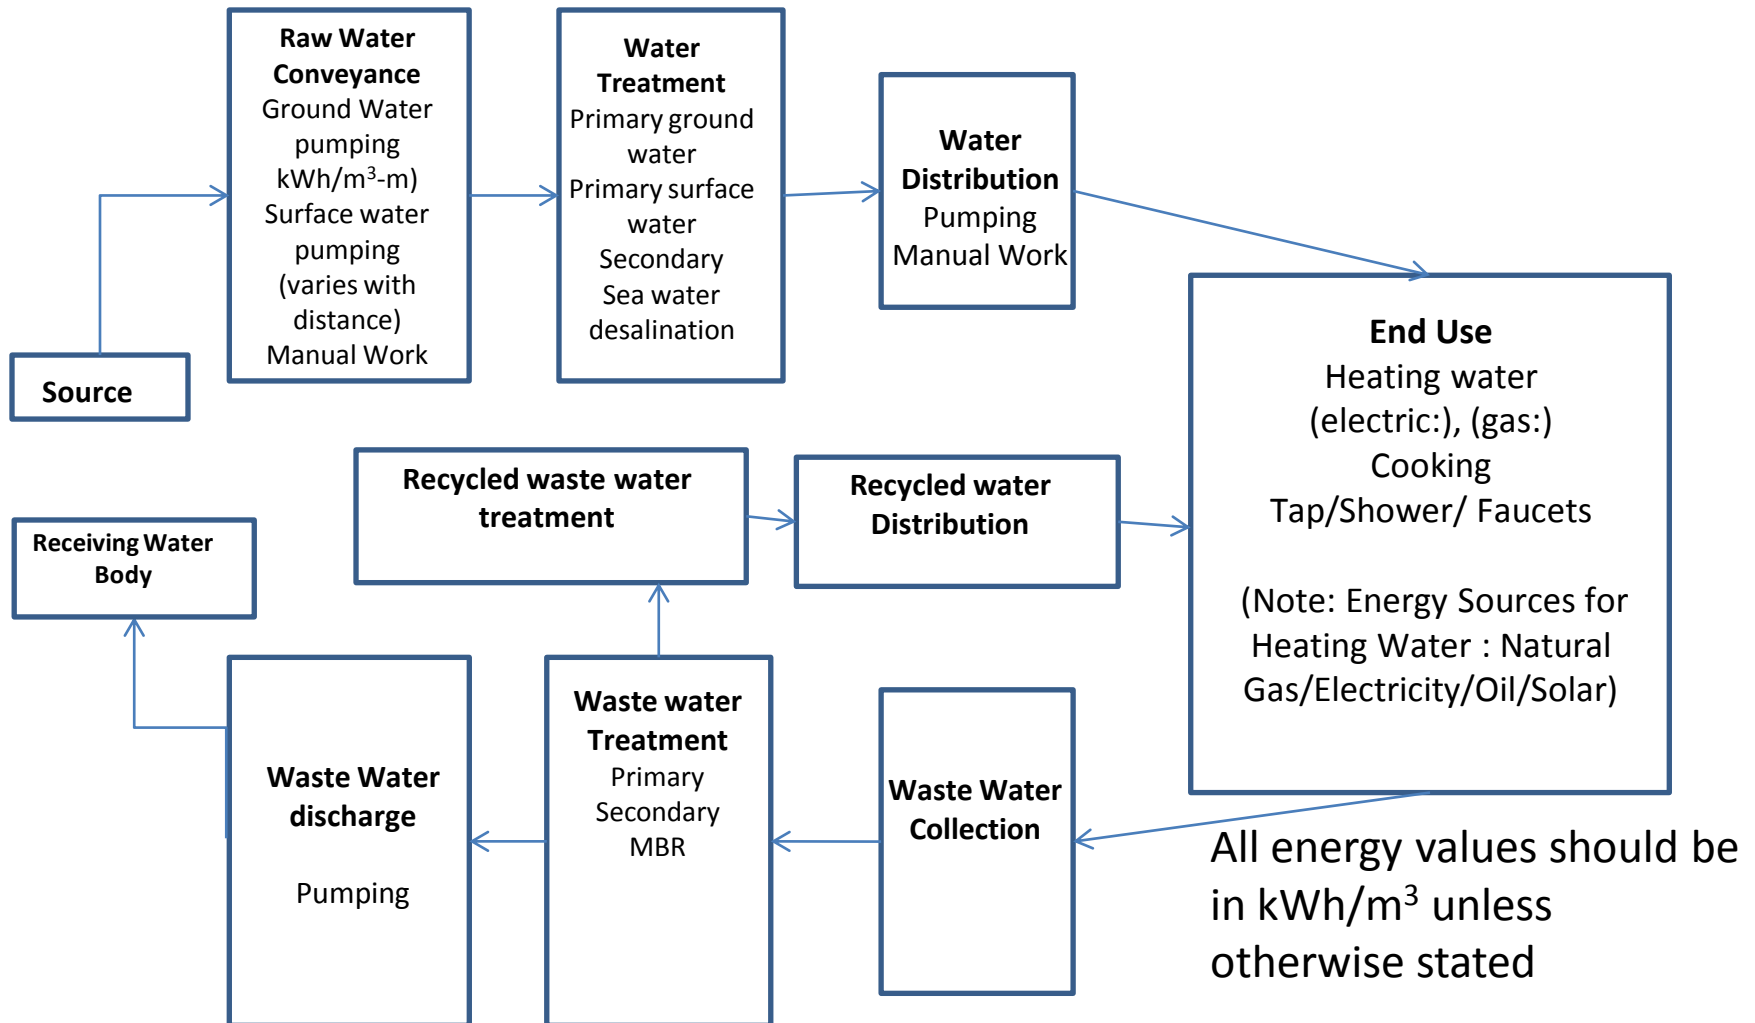 Raw Water
Conveyance
Ground Water
pumping
kWh/m³-m)
Surface water
pumping
(varies with
distance)
Manual Work
Water
Treatment
Primary ground
water
Primary surface
water
Secondary
Sea water
desalination
Water
Distribution
Pumping
Manual Work
Source
End Use
Heating water
(electric:), (gas:)
Cooking
Tap/Shower/ Faucets
(Note: Energy Sources for
Heating Water : Natural
Gas/Electricity/Oil/Solar)
Recycled waste water
treatment
Recycled water
Distribution
Receiving Water
Body
Waste Water
discharge
Pumping
Waste water
Treatment
Primary
Secondary
MBR
Waste Water
Collection
All energy values should be
in kWh/m³ unless
otherwise stated